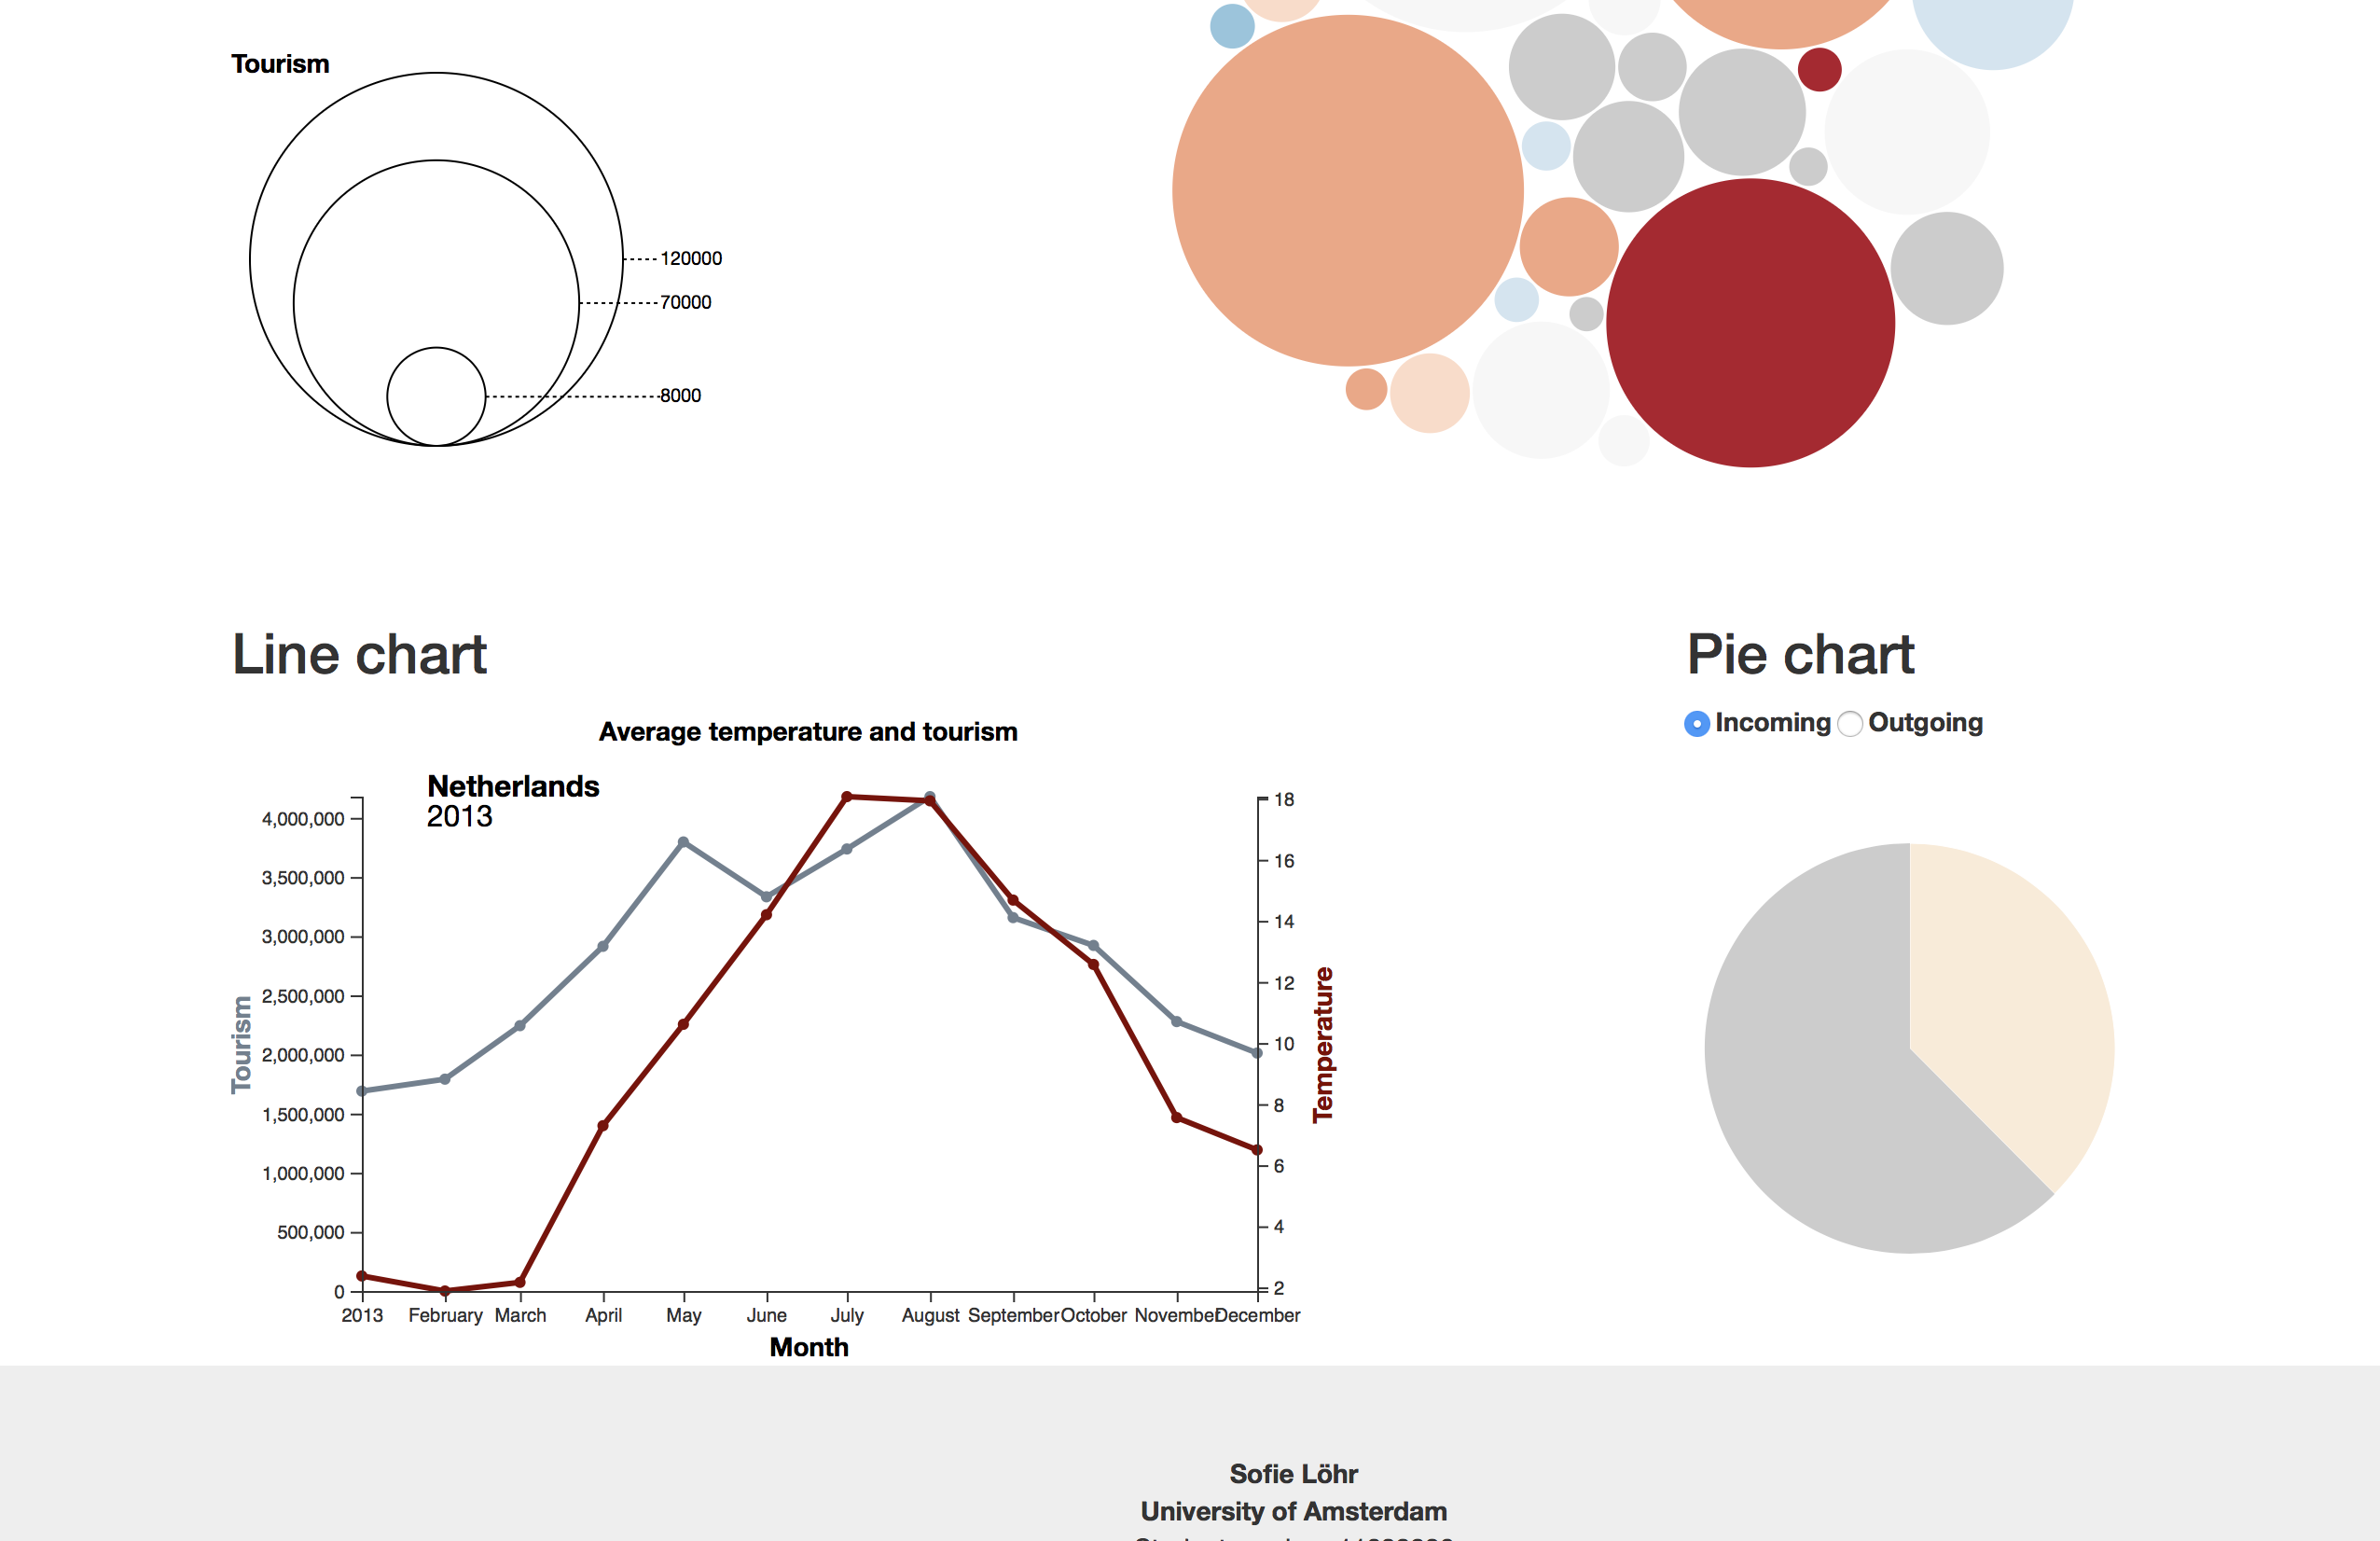 Tourism
120000
70000
8000
Line chart
Pie chart
Incoming Outgoing
Average temperature and tourism
Netherlands
2013
4,000,000
3,500,000
3,000,000
2,500,000
2,000,000
1,500,000
1,000,000
500,000
0
Tourism
18
16
14
12
10
8
6
4
2
Temperature
2013 February March April May June July August September October November December
Month
Sofie Löhr
University of Amsterdam